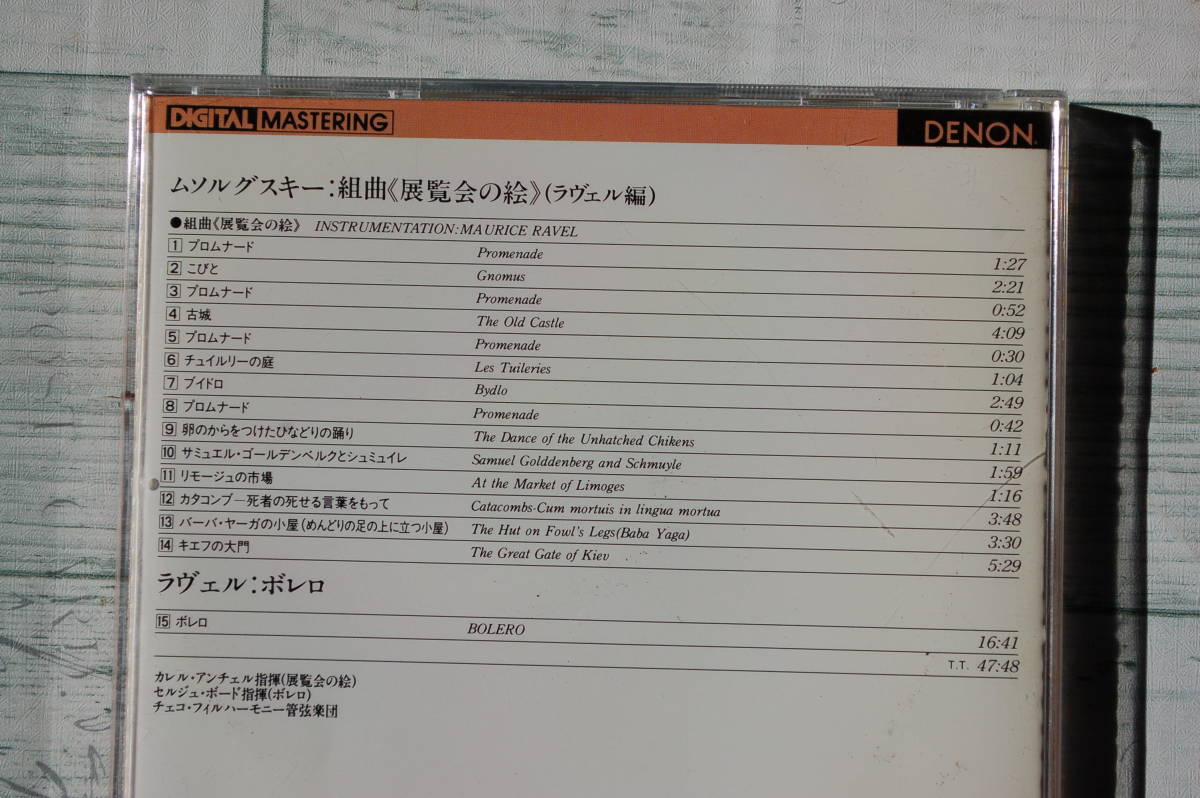 DIGITAL MASTERING
DENON
ムソルグスキー:組曲《展覧会の絵》(ラヴェル編)
●組曲《展覧会の絵》 INSTRUMENTATION:MAURICE RAVEL
1 プロムナード Promenade 1:27
2 こびと Gnomus 2:21
3 プロムナード Promenade 0:52
4 古城 The Old Castle 4:09
5 プロムナード Promenade 0:30
6 チュイルリーの庭 Les Tuileries 1:04
7 ブイドロ Bydlo 2:49
8 プロムナード Promenade 0:42
9 卵のからをつけたひなどりの踊り The Dance of the Unhatched Chikens 1:11
10 サミュエル・ゴールデンベルクとシュミュイレ Samuel Golddenberg and Schmuyle 1:59
11 リモージュの市場 At the Market of Limoges 1:16
12 カタコンブ―死者の死せる言葉をもって Catacombs-Cum mortuis in lingua mortua 3:48
13 バーバ・ヤーガの小屋(めんどりの足の上に立つ小屋) The Hut on Fowl's Legs(Baba Yaga) 3:30
14 キエフの大門 The Great Gate of Kiev 5:29
ラヴェル:ボレロ
15 ボレロ BOLERO 16:41
T.T. 47:48
カレル・アンチェル指揮(展覧会の絵)
セルジュ・ボード指揮(ボレロ)
チェコ・フィルハーモニー管弦楽団